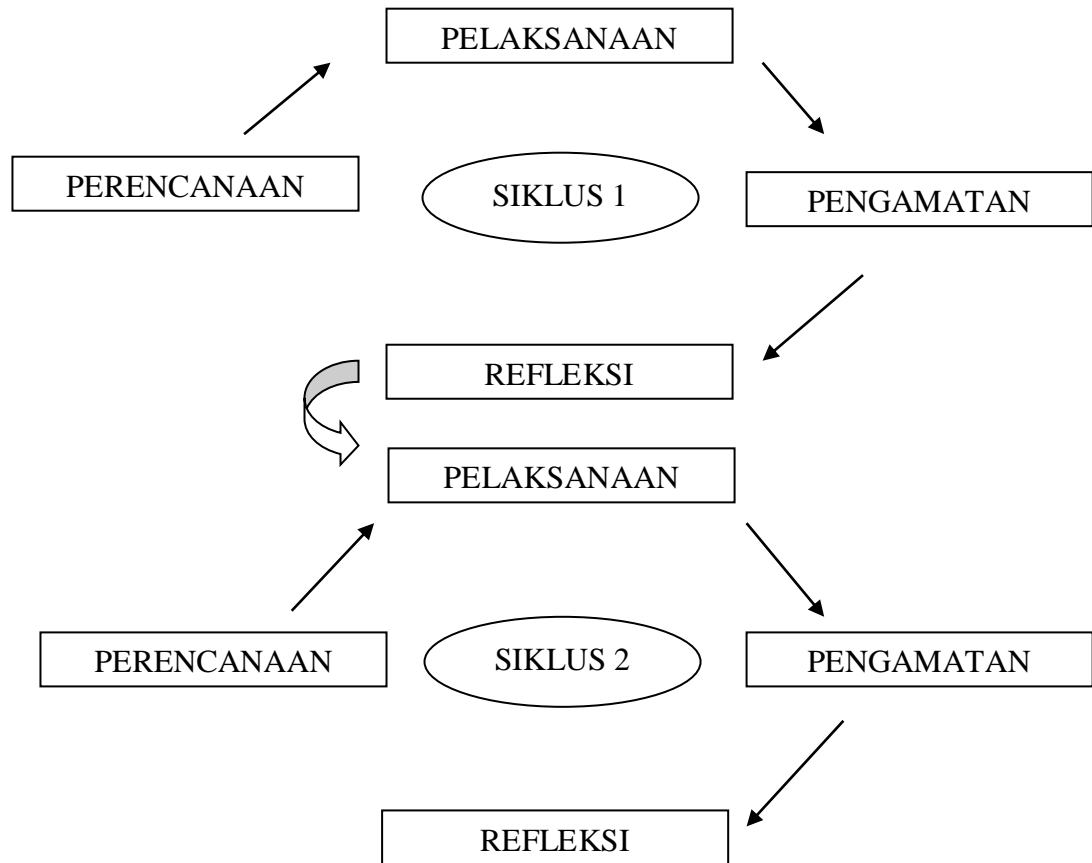 PELAKSANAAN
PERENCANAAN
SIKLUS 1
PENGAMATAN
REFLEKSI
PELAKSANAAN
PERENCANAAN
SIKLUS 2
PENGAMATAN
REFLEKSI